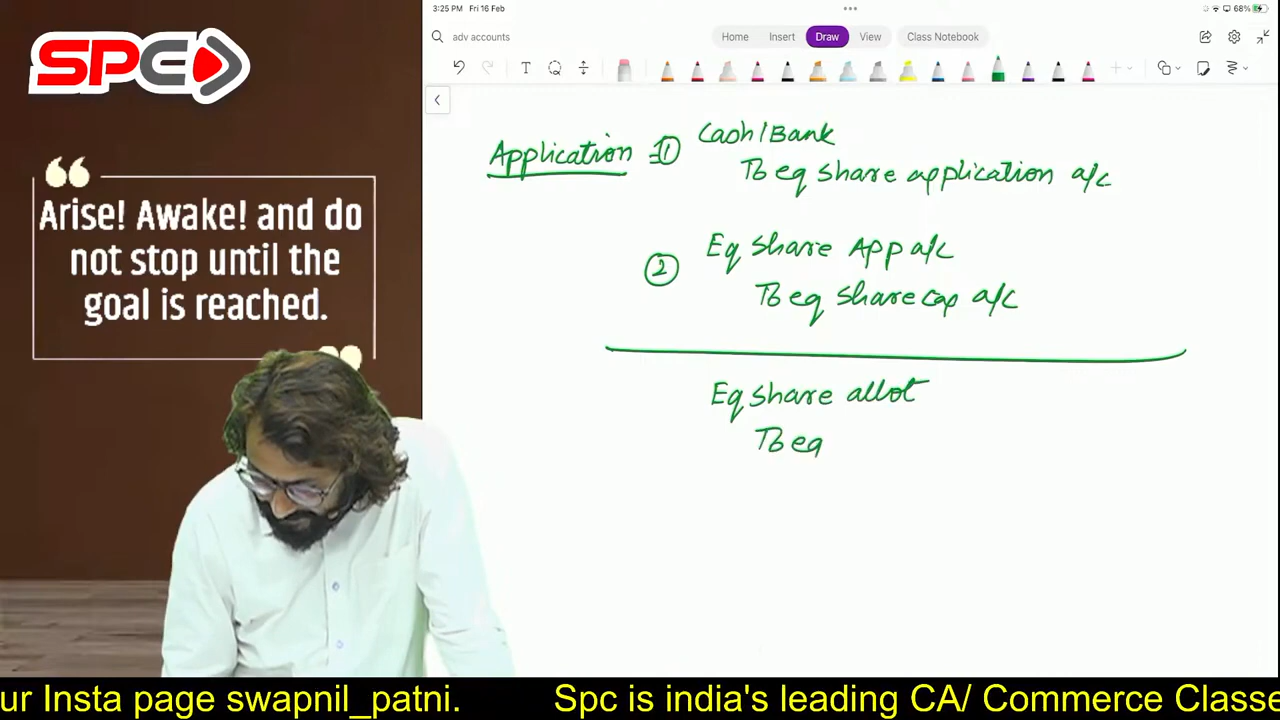 3:25 PM Fri 16 Feb
68%
SPC
adv accounts
Home Insert Draw View Class Notebook
Arise! Awake! and do
not stop until the
goal is reached.
Application :- ① Cash/Bank
To eq share application a/c
② Eq Share App a/c
To eq share cap a/c
Eq share allot
To eq
ur Insta page swapnil_patni. Spc is india's leading CA/ Commerce Classe